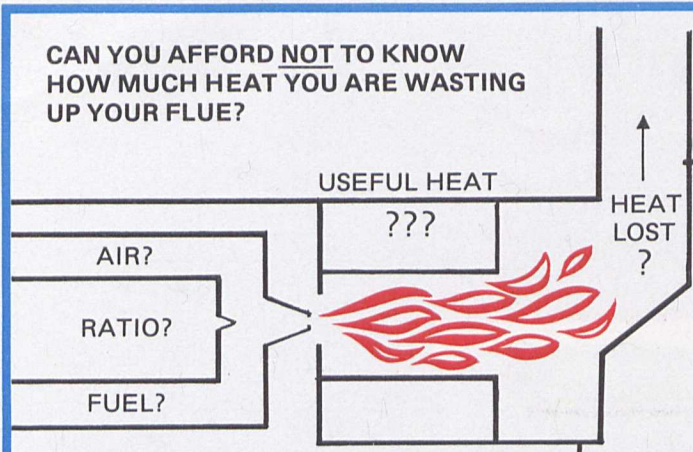 CAN YOU AFFORD NOT TO KNOW
HOW MUCH HEAT YOU ARE WASTING
UP YOUR FLUE?
USEFUL HEAT
???
HEAT
LOST
?
AIR?
RATIO?
FUEL?